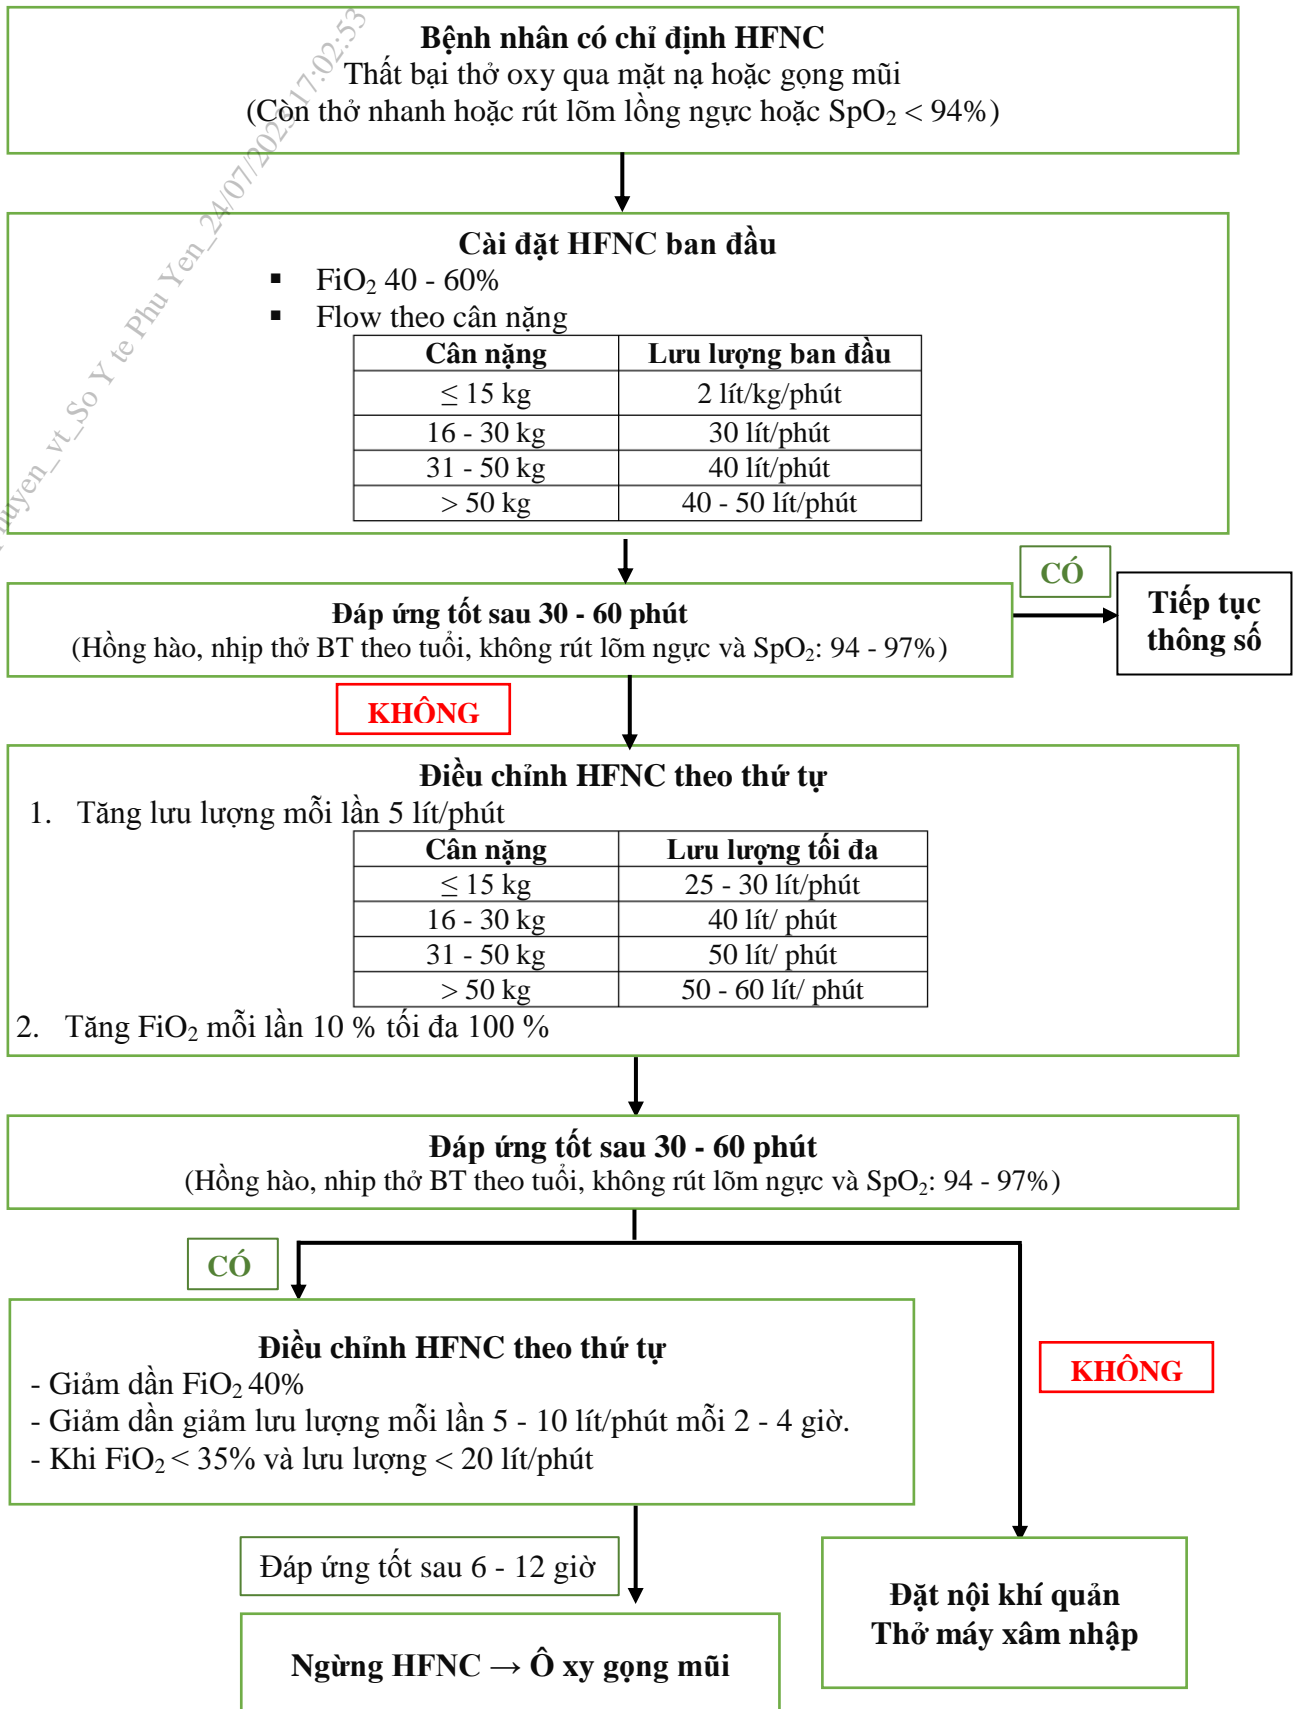 Bệnh nhân có chỉ định HFNC
Thất bại thở oxy qua mặt nạ hoặc gọng mũi
(Còn thở nhanh hoặc rút lõm lồng ngực hoặc SpO₂ < 94%)
Cài đặt HFNC ban đầu
▪ FiO₂ 40 - 60%
▪ Flow theo cân nặng
Cân nặng Lưu lượng ban đầu
≤ 15 kg 2 lít/kg/phút
16 - 30 kg 30 lít/phút
31 - 50 kg 40 lít/phút
> 50 kg 40 - 50 lít/phút
CÓ
Đáp ứng tốt sau 30 - 60 phút
(Hồng hào, nhịp thở BT theo tuổi, không rút lõm ngực và SpO₂: 94 - 97%)
Tiếp tục
thông số
KHÔNG
Điều chỉnh HFNC theo thứ tự
1. Tăng lưu lượng mỗi lần 5 lít/phút
Cân nặng Lưu lượng tối đa
≤ 15 kg 25 - 30 lít/phút
16 - 30 kg 40 lít/ phút
31 - 50 kg 50 lít/ phút
> 50 kg 50 - 60 lít/ phút
2. Tăng FiO₂ mỗi lần 10 % tối đa 100 %
Đáp ứng tốt sau 30 - 60 phút
(Hồng hào, nhip thở BT theo tuổi, không rút lõm ngực và SpO₂: 94 - 97%)
CÓ
KHÔNG
Điều chỉnh HFNC theo thứ tự
- Giảm dần FiO₂ 40%
- Giảm dần giảm lưu lượng mỗi lần 5 - 10 lít/phút mỗi 2 - 4 giờ.
- Khi FiO₂ < 35% và lưu lượng < 20 lít/phút
Đáp ứng tốt sau 6 - 12 giờ
Ngừng HFNC → Ô xy gọng mũi
Đặt nội khí quản
Thở máy xâm nhập